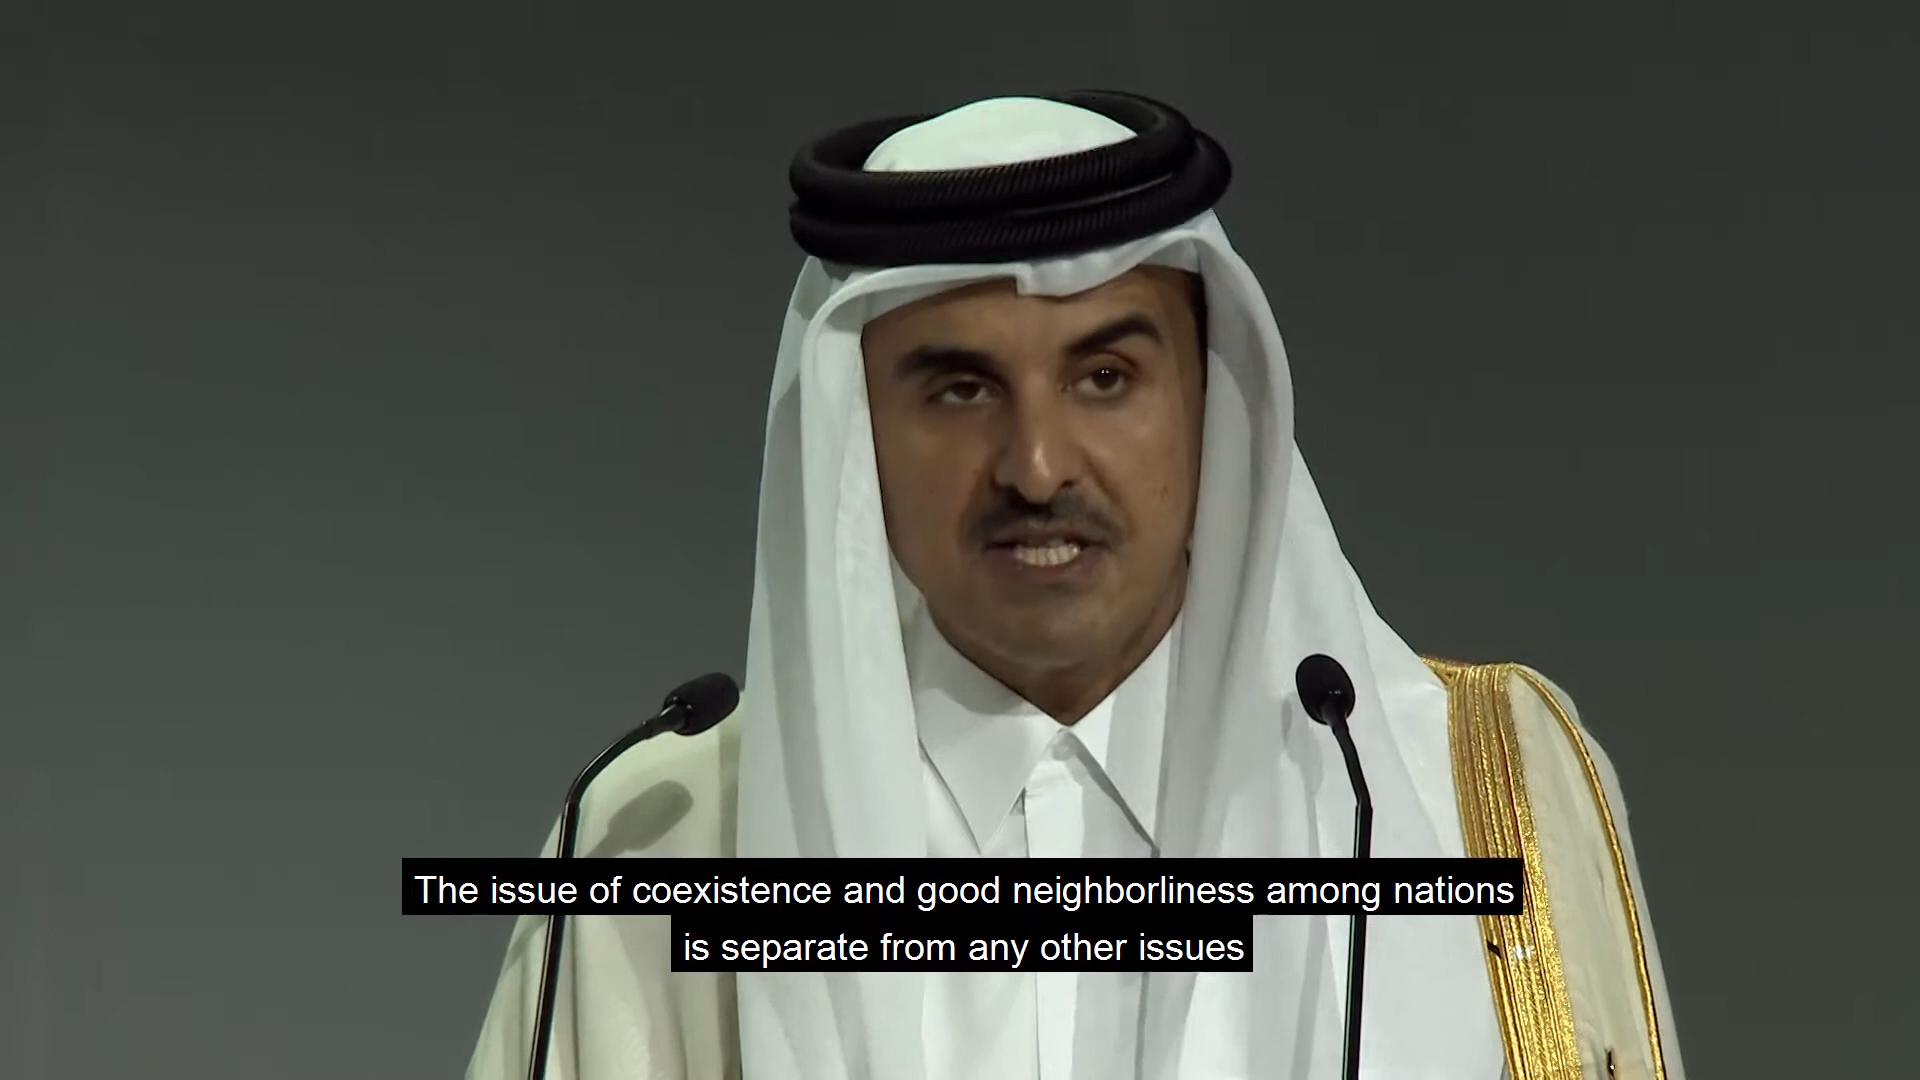 The issue of coexistence and good neighborliness among nations
is separate from any other issues